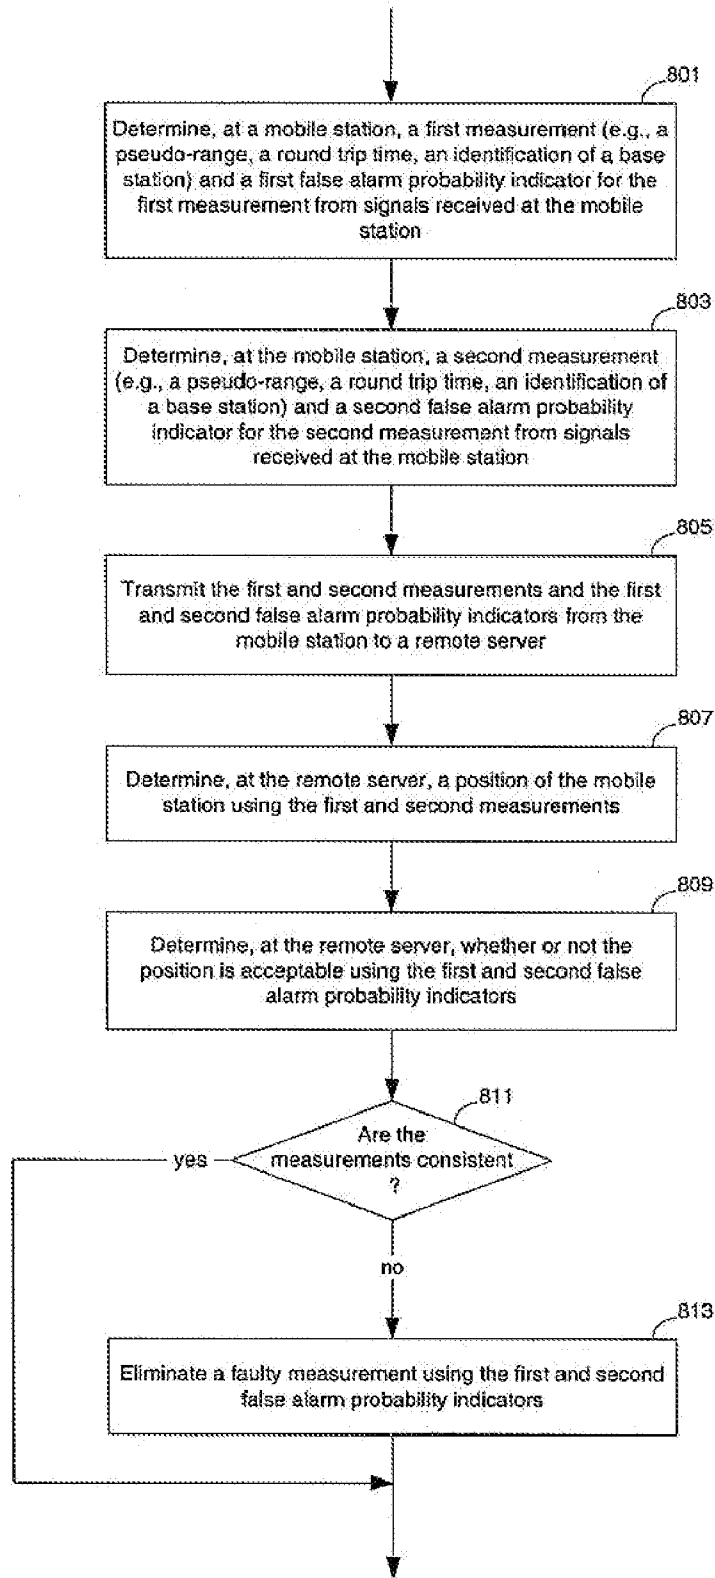 801
Determine, at a mobile station, a first measurement (e.g., a
pseudo-range, a round trip time, an identification of a base
station) and a first false alarm probability indicator for the
first measurement from signals received at the mobile
station
803
Determine, at the mobile station, a second measurement
(e.g., a pseudo-range, a round trip time, an identification of
a base station) and a second false alarm probability
indicator for the second measurement from signals
received at the mobile station
805
Transmit the first and second measurements and the first
and second false alarm probability indicators from the
mobile station to a remote server
807
Determine, at the remote server, a position of the mobile
station using the first and second measurements
809
Determine, at the remote server, whether or not the
position is acceptable using the first and second false
alarm probability indicators
811
Are the
measurements consistent
?
yes
no
813
Eliminate a faulty measurement using the first and second
false alarm probability indicators